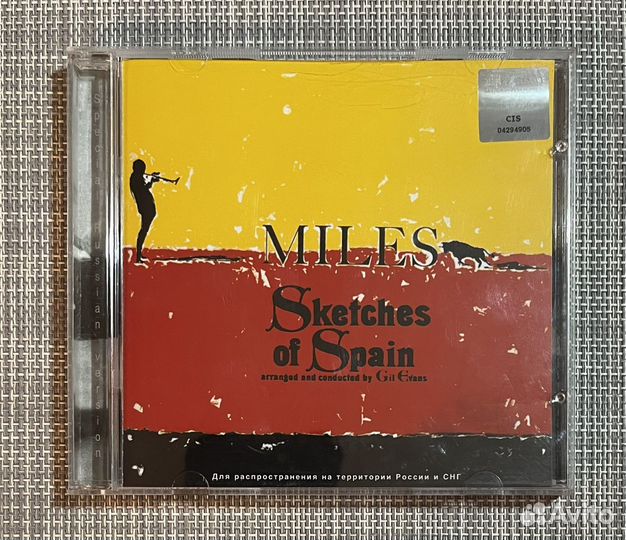 Special Russian version
CIS
04294905
MILES
Sketches
of Spain
arranged and conducted by Gil Evans
Для распространения на территории России и СНГ
Avito